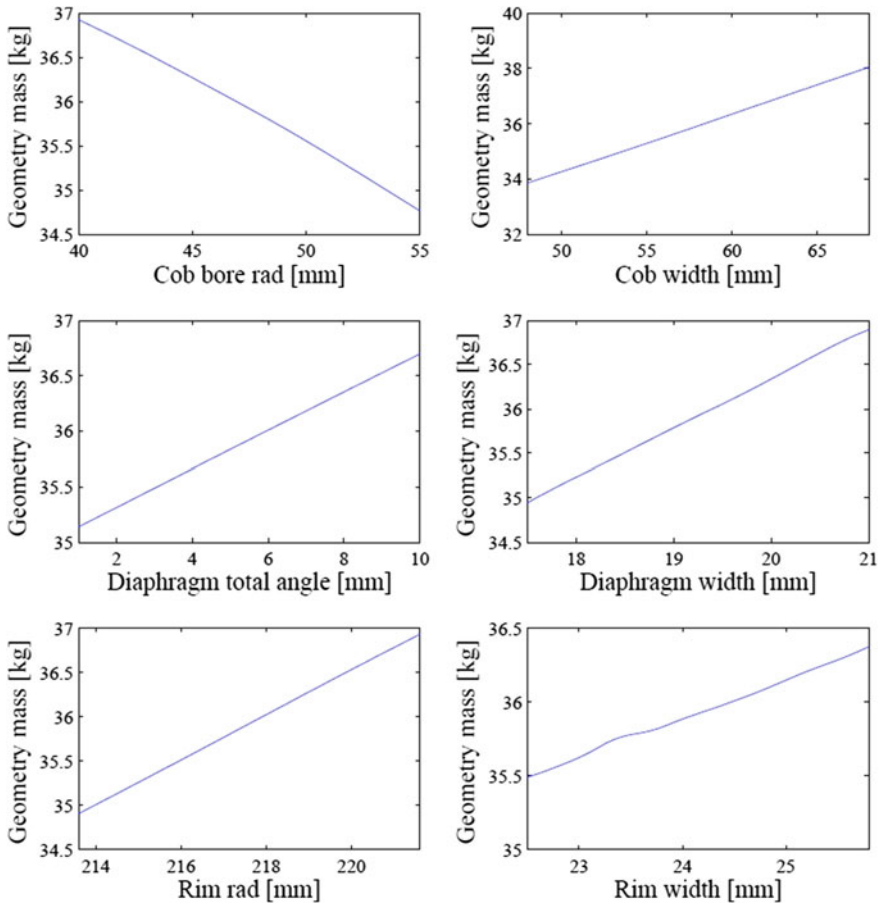 Geometry mass [kg]
37
36.5
36
35.5
35
34.5
40 45 50 55
Cob bore rad [mm]
Geometry mass [kg]
40
38
36
34
32
50 55 60 65
Cob width [mm]
Geometry mass [kg]
37
36.5
36
35.5
35
2 4 6 8 10
Diaphragm total angle [mm]
Geometry mass [kg]
37
36.5
36
35.5
35
34.5
18 19 20 21
Diaphragm width [mm]
Geometry mass [kg]
37
36.5
36
35.5
35
34.5
214 216 218 220
Rim rad [mm]
Geometry mass [kg]
36.5
36
35.5
35
23 24 25
Rim width [mm]